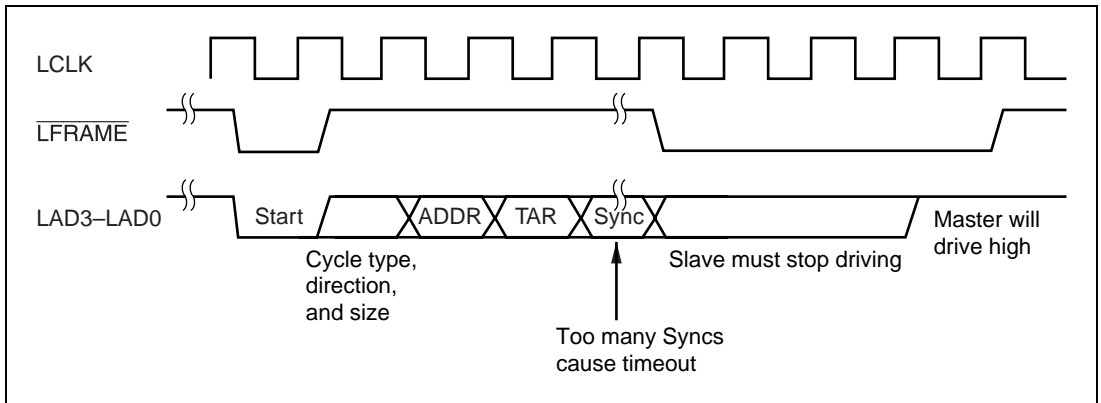 LCLK
LFRAME
LAD3–LAD0
Start
ADDR
TAR
Sync
Master will
drive high
Cycle type,
direction,
and size
Slave must stop driving
Too many Syncs
cause timeout